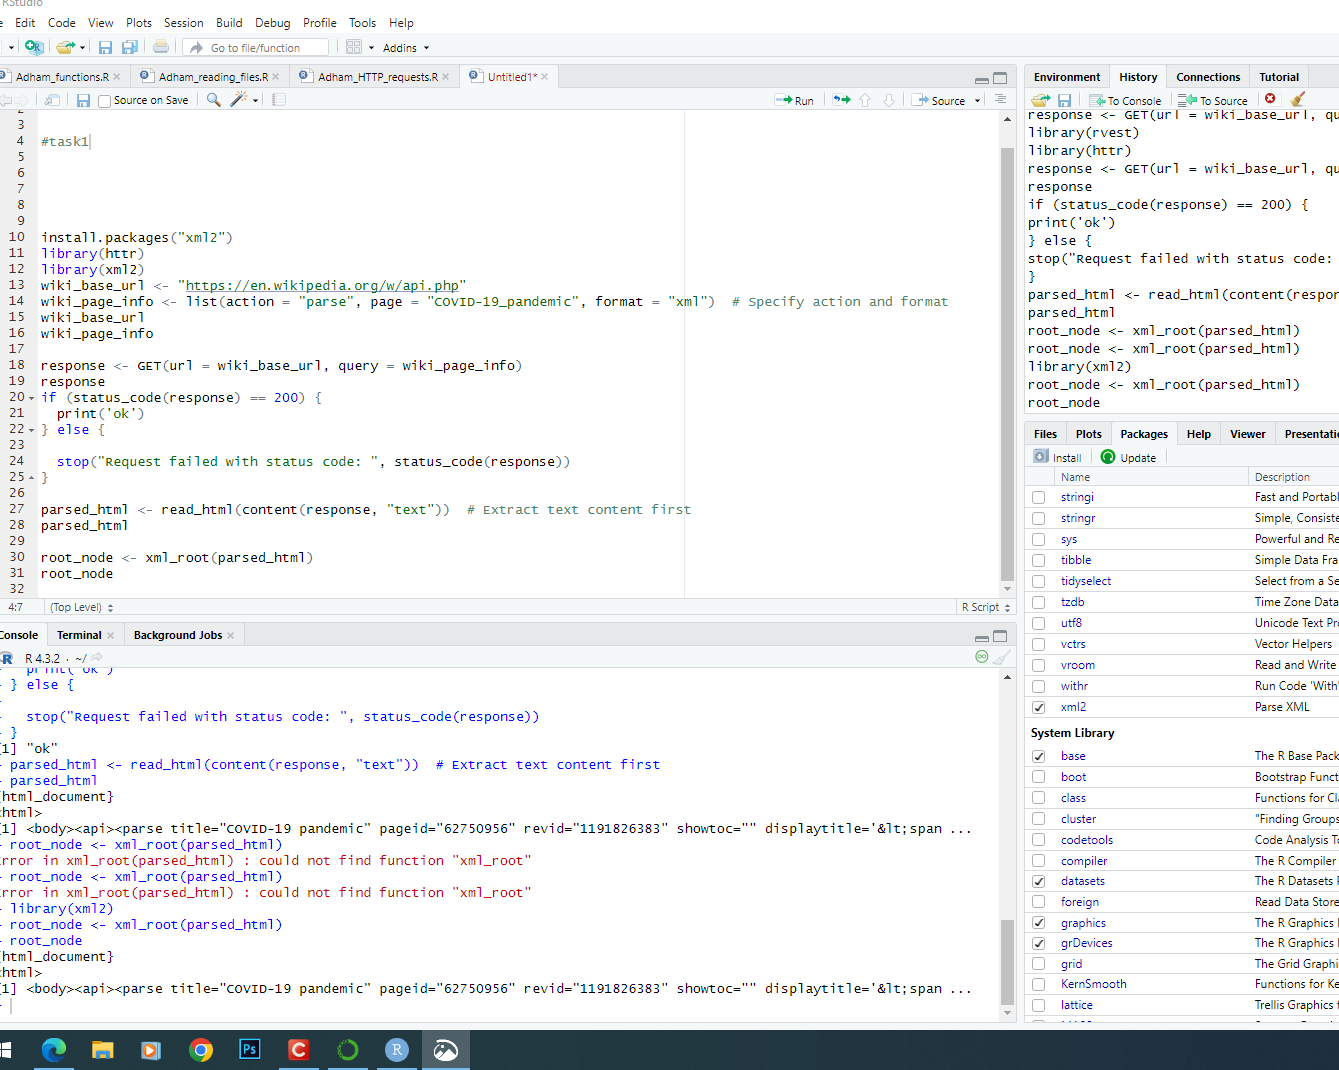 RStudio
Edit Code View Plots Session Build Debug Profile Tools Help
Go to file/function Addins
Adham_functions.R Adham_reading_files.R Adham_HTTP_requests.R Untitled1*
Source on Save Run Source
3
4 #task1
5
6
7
8
9
10 install.packages("xml2")
11 library(httr)
12 library(xml2)
13 wiki_base_url <- "https://en.wikipedia.org/w/api.php"
14 wiki_page_info <- list(action = "parse", page = "COVID-19_pandemic", format = "xml")  # Specify action and format
15 wiki_base_url
16 wiki_page_info
17
18 response <- GET(url = wiki_base_url, query = wiki_page_info)
19 response
20 if (status_code(response) == 200) {
21   print('ok')
22 } else {
23
24   stop("Request failed with status code: ", status_code(response))
25 }
26
27 parsed_html <- read_html(content(response, "text"))  # Extract text content first
28 parsed_html
29
30 root_node <- xml_root(parsed_html)
31 root_node
32
4:7 (Top Level) R Script
Console Terminal Background Jobs
R 4.3.2 · ~/
print('ok')
} else {
stop("Request failed with status code: ", status_code(response))
}
[1] "ok"
parsed_html <- read_html(content(response, "text"))  # Extract text content first
parsed_html
{html_document}
<html>
[1] <body><api><parse title="COVID-19 pandemic" pageid="62750956" revid="1191826383" showtoc="" displaytitle='&lt;span ...
root_node <- xml_root(parsed_html)
Error in xml_root(parsed_html) : could not find function "xml_root"
root_node <- xml_root(parsed_html)
Error in xml_root(parsed_html) : could not find function "xml_root"
library(xml2)
root_node <- xml_root(parsed_html)
root_node
{html_document}
<html>
[1] <body><api><parse title="COVID-19 pandemic" pageid="62750956" revid="1191826383" showtoc="" displaytitle='&lt;span ...
Environment History Connections Tutorial
To Console To Source
response <- GET(url = wiki_base_url, qu
library(rvest)
library(httr)
response <- GET(url = wiki_base_url, qu
response
if (status_code(response) == 200) {
print('ok')
} else {
stop("Request failed with status code:
}
parsed_html <- read_html(content(respor
parsed_html
root_node <- xml_root(parsed_html)
root_node <- xml_root(parsed_html)
library(xml2)
root_node <- xml_root(parsed_html)
root_node
Files Plots Packages Help Viewer Presentati
Install Update
Name Description
stringi Fast and Portabl
stringr Simple, Consiste
sys Powerful and Re
tibble Simple Data Fra
tidyselect Select from a Se
tzdb Time Zone Data
utf8 Unicode Text Pro
vctrs Vector Helpers
vroom Read and Write
withr Run Code 'With'
xml2 Parse XML
System Library
base The R Base Pack
boot Bootstrap Funct
class Functions for Cla
cluster "Finding Groups
codetools Code Analysis To
compiler The R Compiler
datasets The R Datasets P
foreign Read Data Store
graphics The R Graphics
grDevices The R Graphics
grid The Grid Graphi
KernSmooth Functions for Ke
lattice Trellis Graphics f
Ps C R